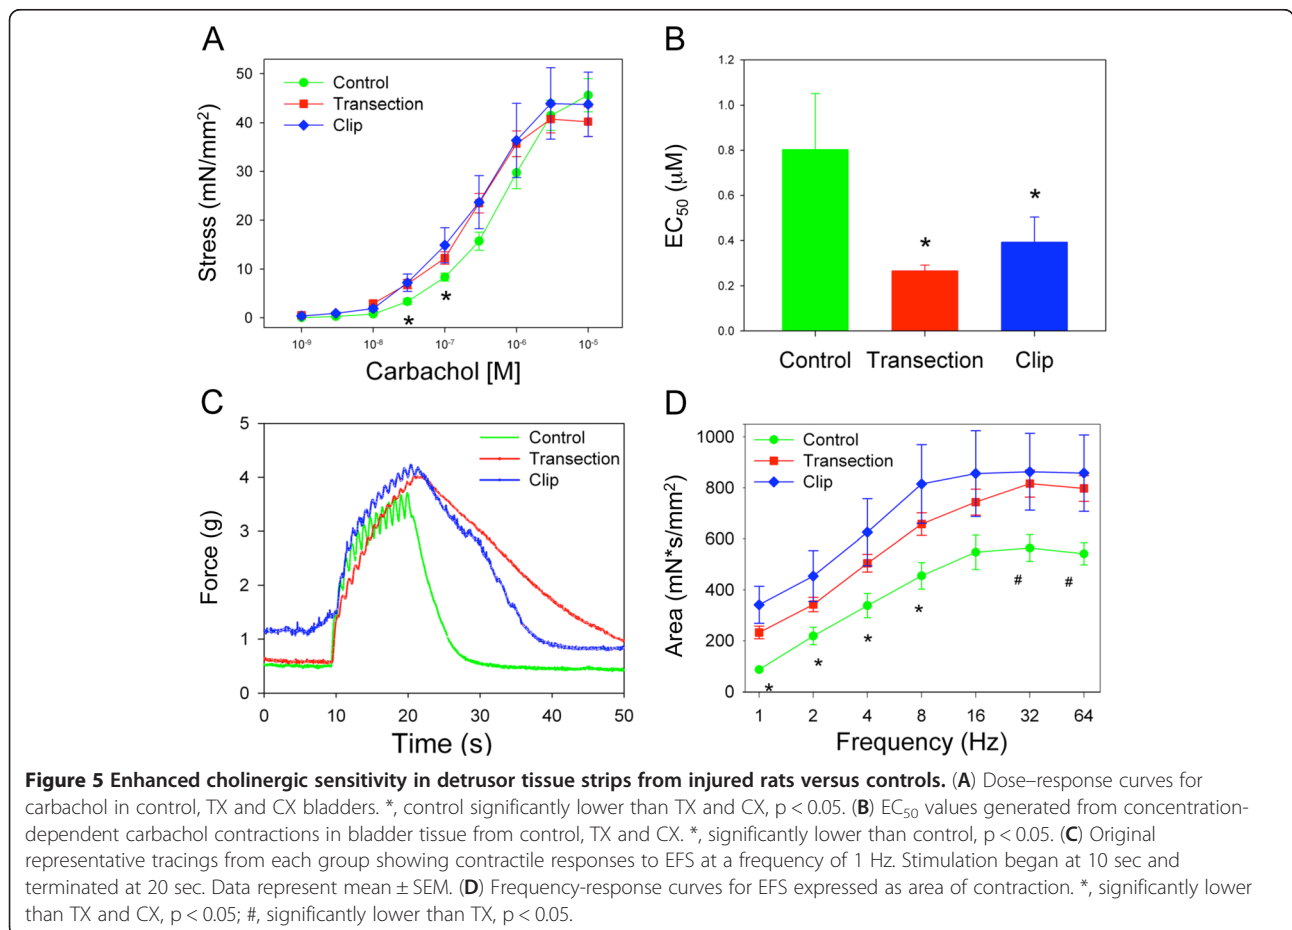 A
50
40
30
20
10
0
Stress (mN/mm²)
Control
Transection
Clip
*
*
10⁻⁹
10⁻⁸
10⁻⁷
10⁻⁶
10⁻⁵
Carbachol [M]
B
1.2
1.0
0.8
0.6
0.4
0.2
0.0
EC₅₀ (μM)
*
*
Control
Transection
Clip
C
5
4
3
2
1
0
Force (g)
Control
Transection
Clip
0
10
20
30
40
50
Time (s)
D
1000
800
600
400
200
0
Area (mN*s/mm²)
Control
Transection
Clip
*
*
*
*
#
#
1
2
4
8
16
32
64
Frequency (Hz)
Figure 5 Enhanced cholinergic sensitivity in detrusor tissue strips from injured rats versus controls. (A) Dose–response curves for
carbachol in control, TX and CX bladders. *, control significantly lower than TX and CX, p < 0.05. (B) EC₅₀ values generated from concentration-
dependent carbachol contractions in bladder tissue from control, TX and CX. *, significantly lower than control, p < 0.05. (C) Original
representative tracings from each group showing contractile responses to EFS at a frequency of 1 Hz. Stimulation began at 10 sec and
terminated at 20 sec. Data represent mean ± SEM. (D) Frequency-response curves for EFS expressed as area of contraction. *, significantly lower
than TX and CX, p < 0.05; #, significantly lower than TX, p < 0.05.